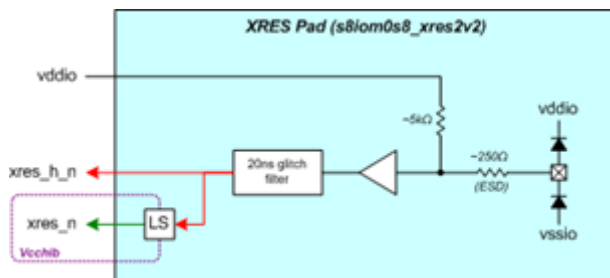 XRES Pad (s8iom0s8_xres2v2)
vddio
~5kΩ
vddio
~250Ω
(ESD)
20ns glitch
filter
xres_h_n
xres_n
LS
Vcchib
vssio